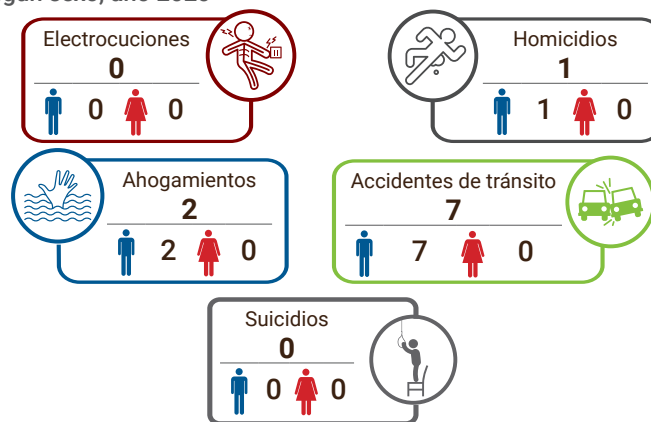 Electrocuciones
0
0 0
Homicidios
1
1 0
Ahogamientos
2
2 0
Accidentes de tránsito
7
7 0
Suicidios
0
0 0